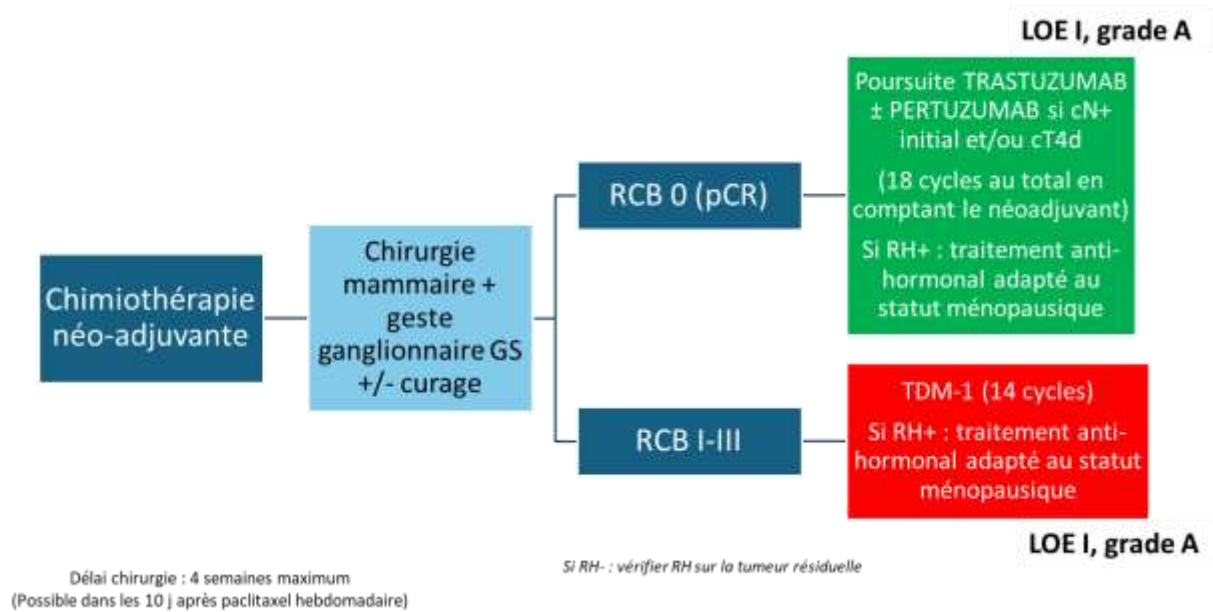 LOE I, grade A
Poursuite TRASTUZUMAB
± PERTUZUMAB si cN+
initial et/ou cT4d
(18 cycles au total en
comptant le néoadjuvant)
Si RH+ : traitement anti-
hormonal adapté au
statut ménopausique
RCB 0 (pCR)
Chirurgie
mammaire +
geste
ganglionnaire GS
+/- curage
Chimiothérapie
néo-adjuvante
RCB I-III
TDM-1 (14 cycles)
Si RH+ : traitement anti-
hormonal adapté au statut
ménopausique
LOE I, grade A
Si RH- : vérifier RH sur la tumeur résiduelle
Délai chirurgie : 4 semaines maximum
(Possible dans les 10 j après paclitaxel hebdomadaire)